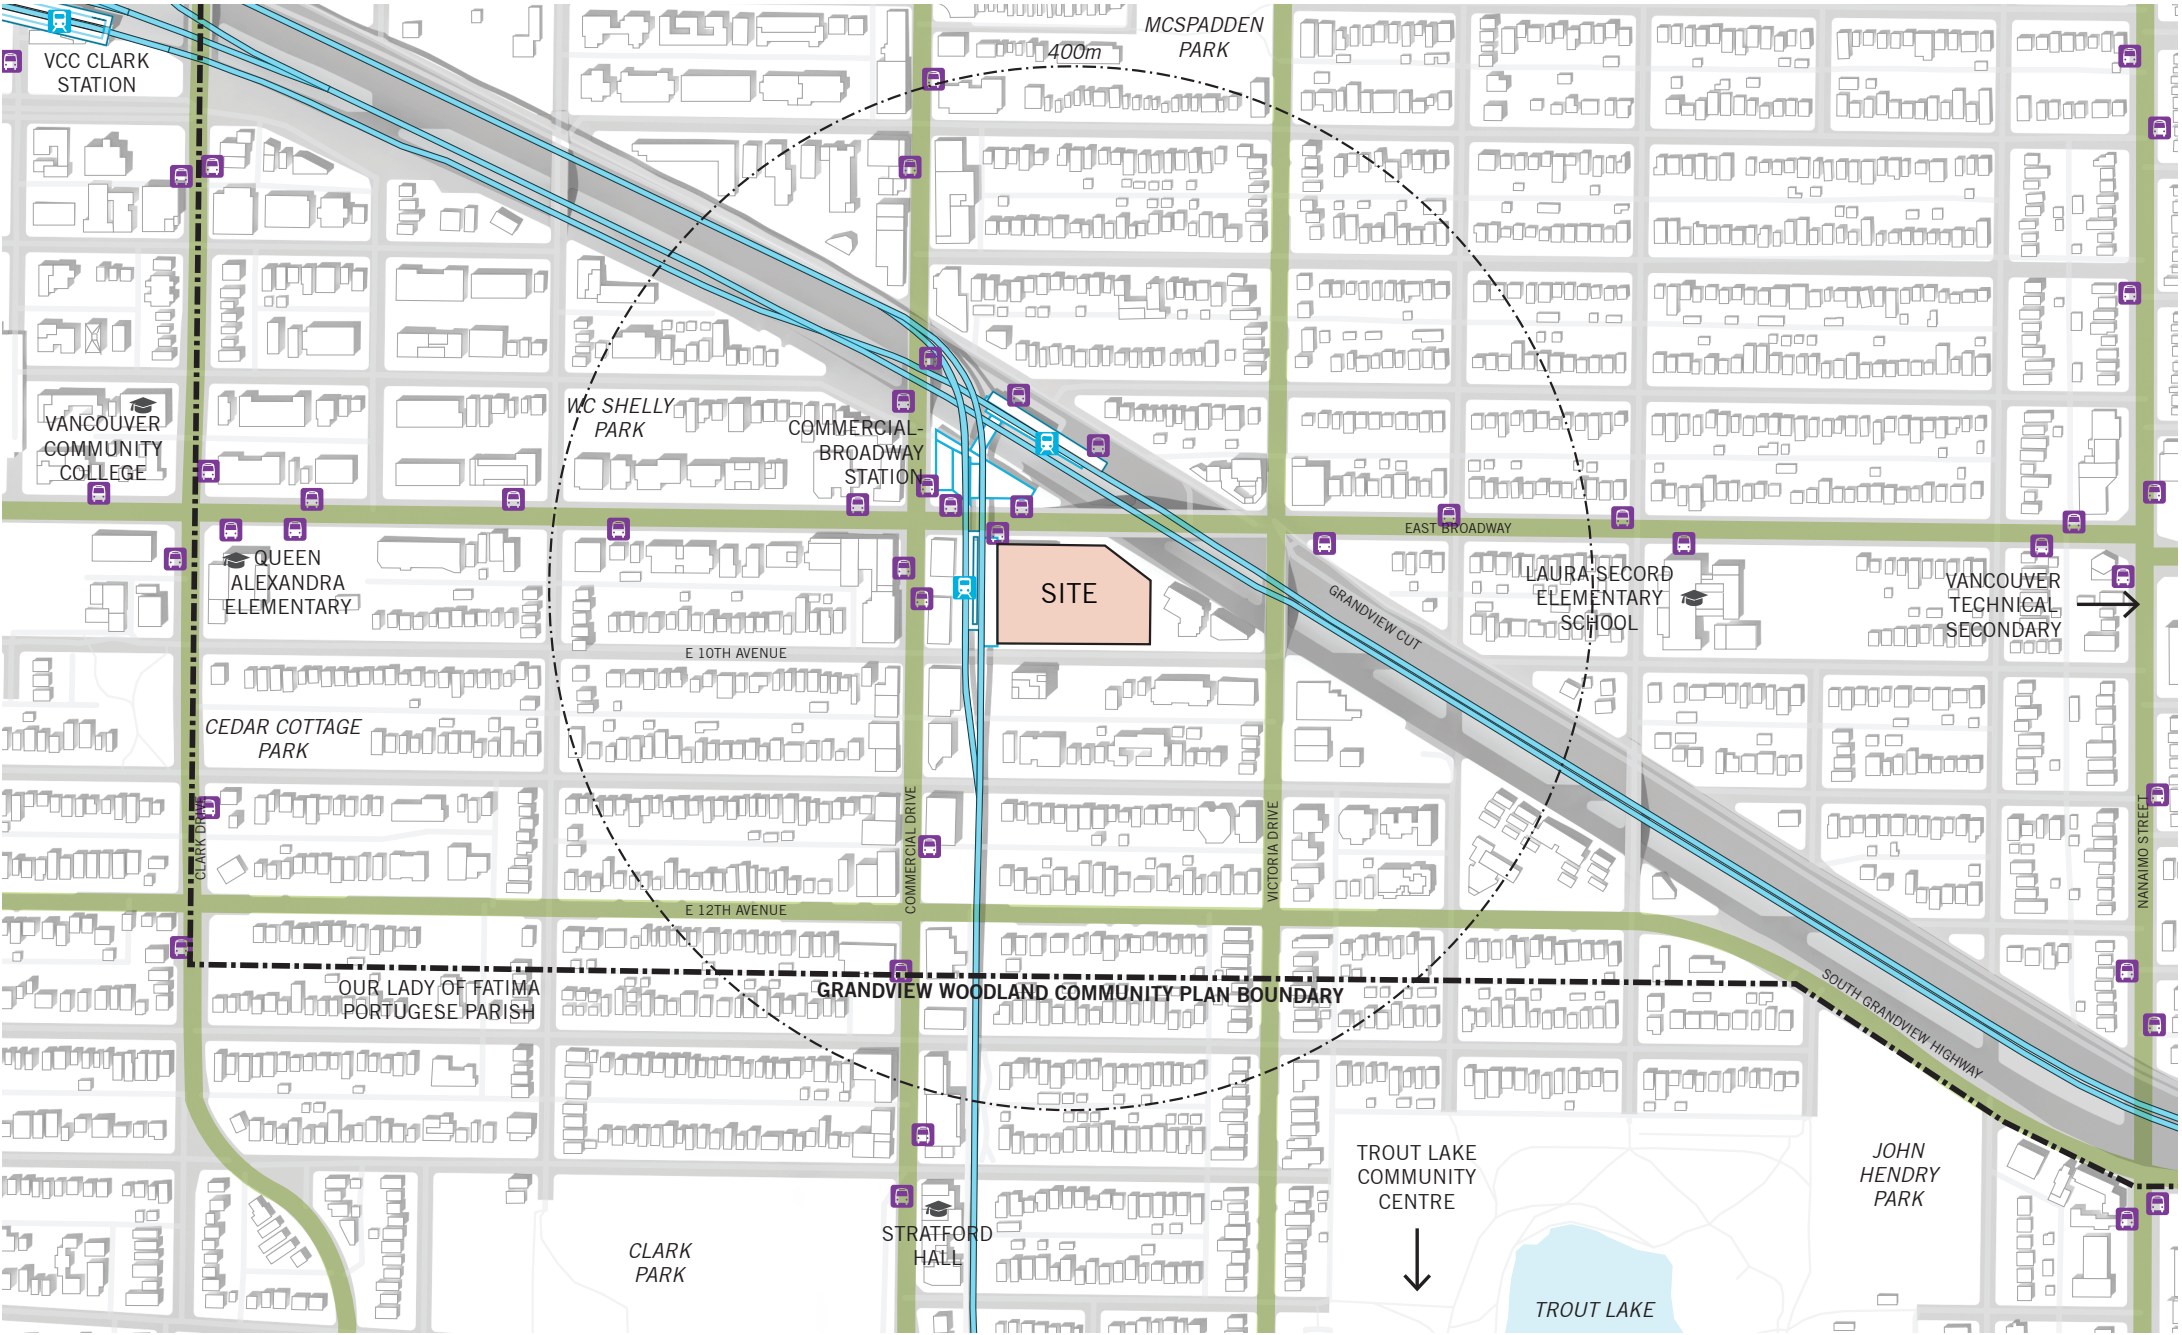 MCSPADDEN
PARK
400m
VCC CLARK
STATION
WC SHELLY
PARK
COMMERCIAL-
BROADWAY
STATION
VANCOUVER
COMMUNITY
COLLEGE
EAST BROADWAY
QUEEN
ALEXANDRA
ELEMENTARY
SITE
GRANDVIEW CUT
LAURA SECORD
ELEMENTARY
SCHOOL
VANCOUVER
TECHNICAL
SECONDARY
E 10TH AVENUE
CEDAR COTTAGE
PARK
CLARK DRIVE
COMMERCIAL DRIVE
VICTORIA DRIVE
NANAIMO STREET
E 12TH AVENUE
OUR LADY OF FATIMA
PORTUGESE PARISH
GRANDVIEW WOODLAND COMMUNITY PLAN BOUNDARY
SOUTH GRANDVIEW HIGHWAY
TROUT LAKE
COMMUNITY
CENTRE
JOHN
HENDRY
PARK
STRATFORD
HALL
CLARK
PARK
TROUT LAKE